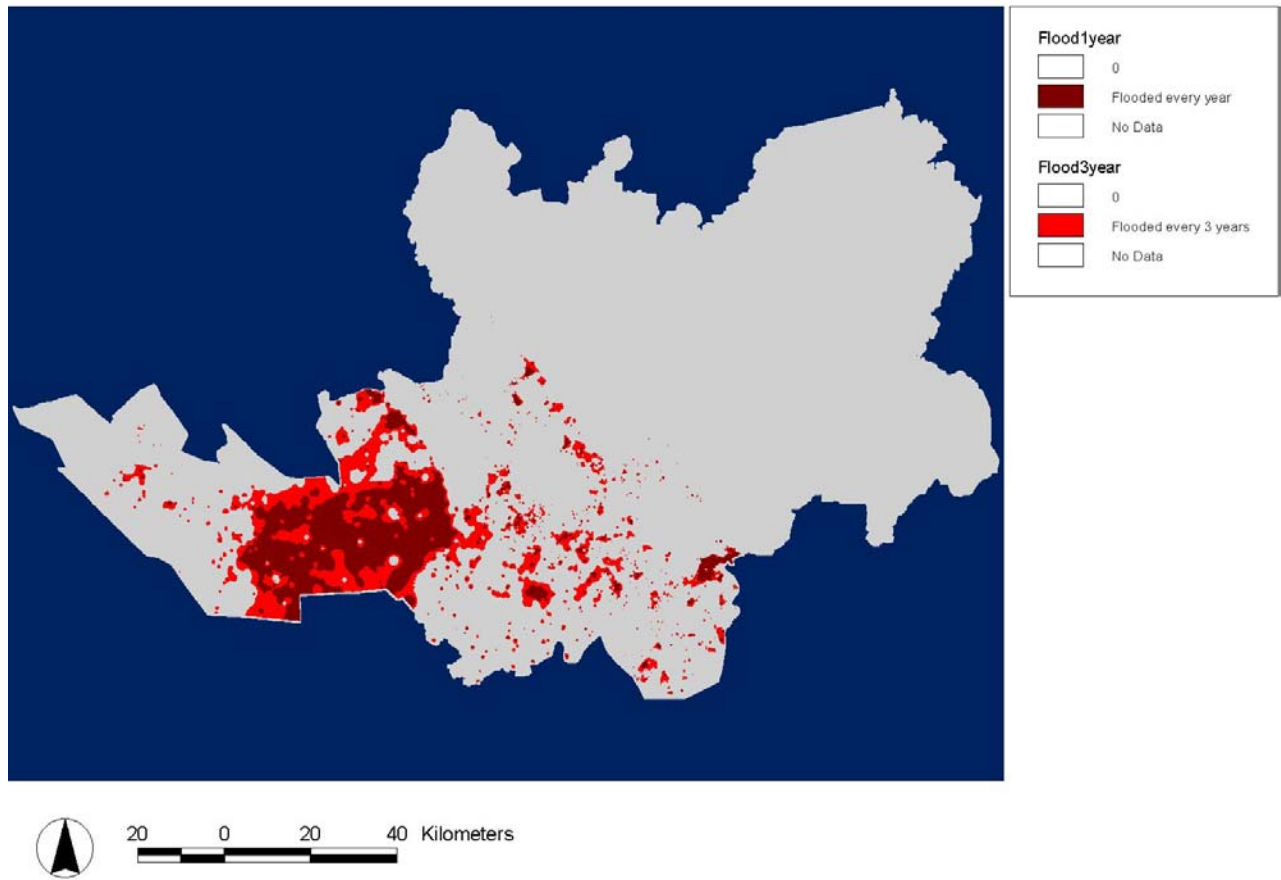 Flood1year
0
Flooded every year
No Data
Flood3year
0
Flooded every 3 years
No Data
20 0 20 40 Kilometers